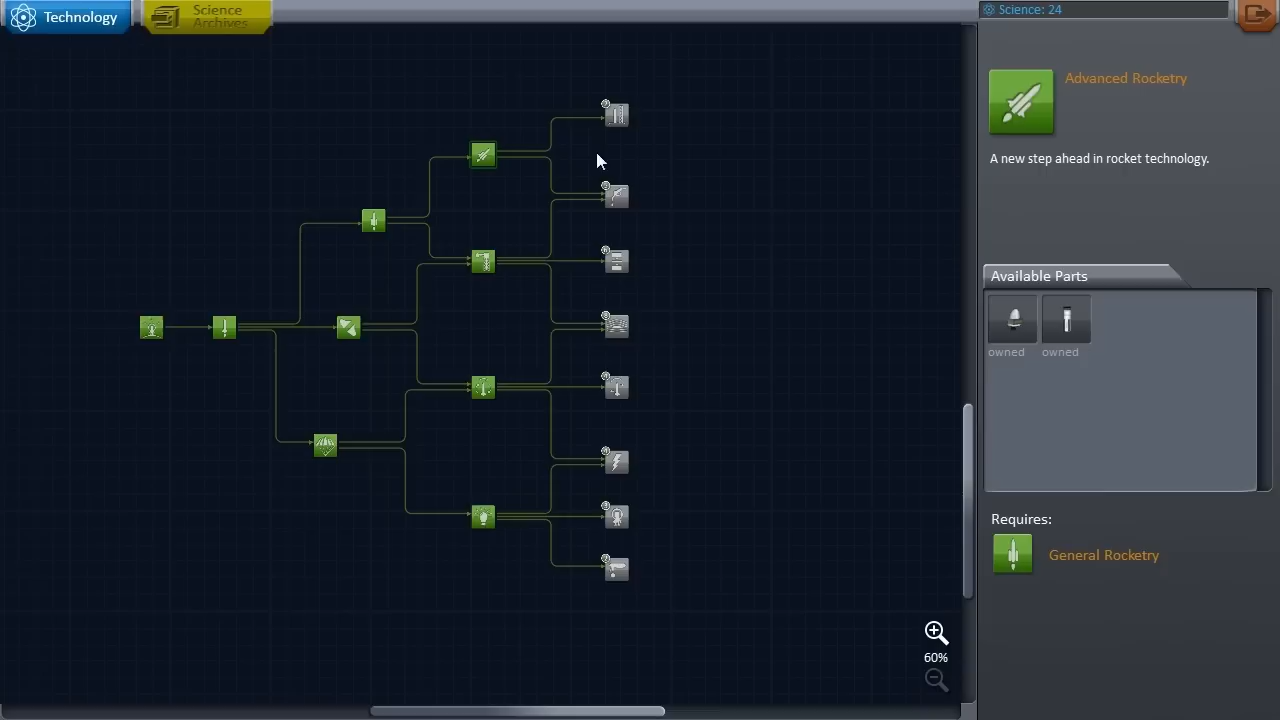 Technology
Science
Archives
Science: 24
Advanced Rocketry
A new step ahead in rocket technology.
Available Parts
owned
owned
Requires:
General Rocketry
60%